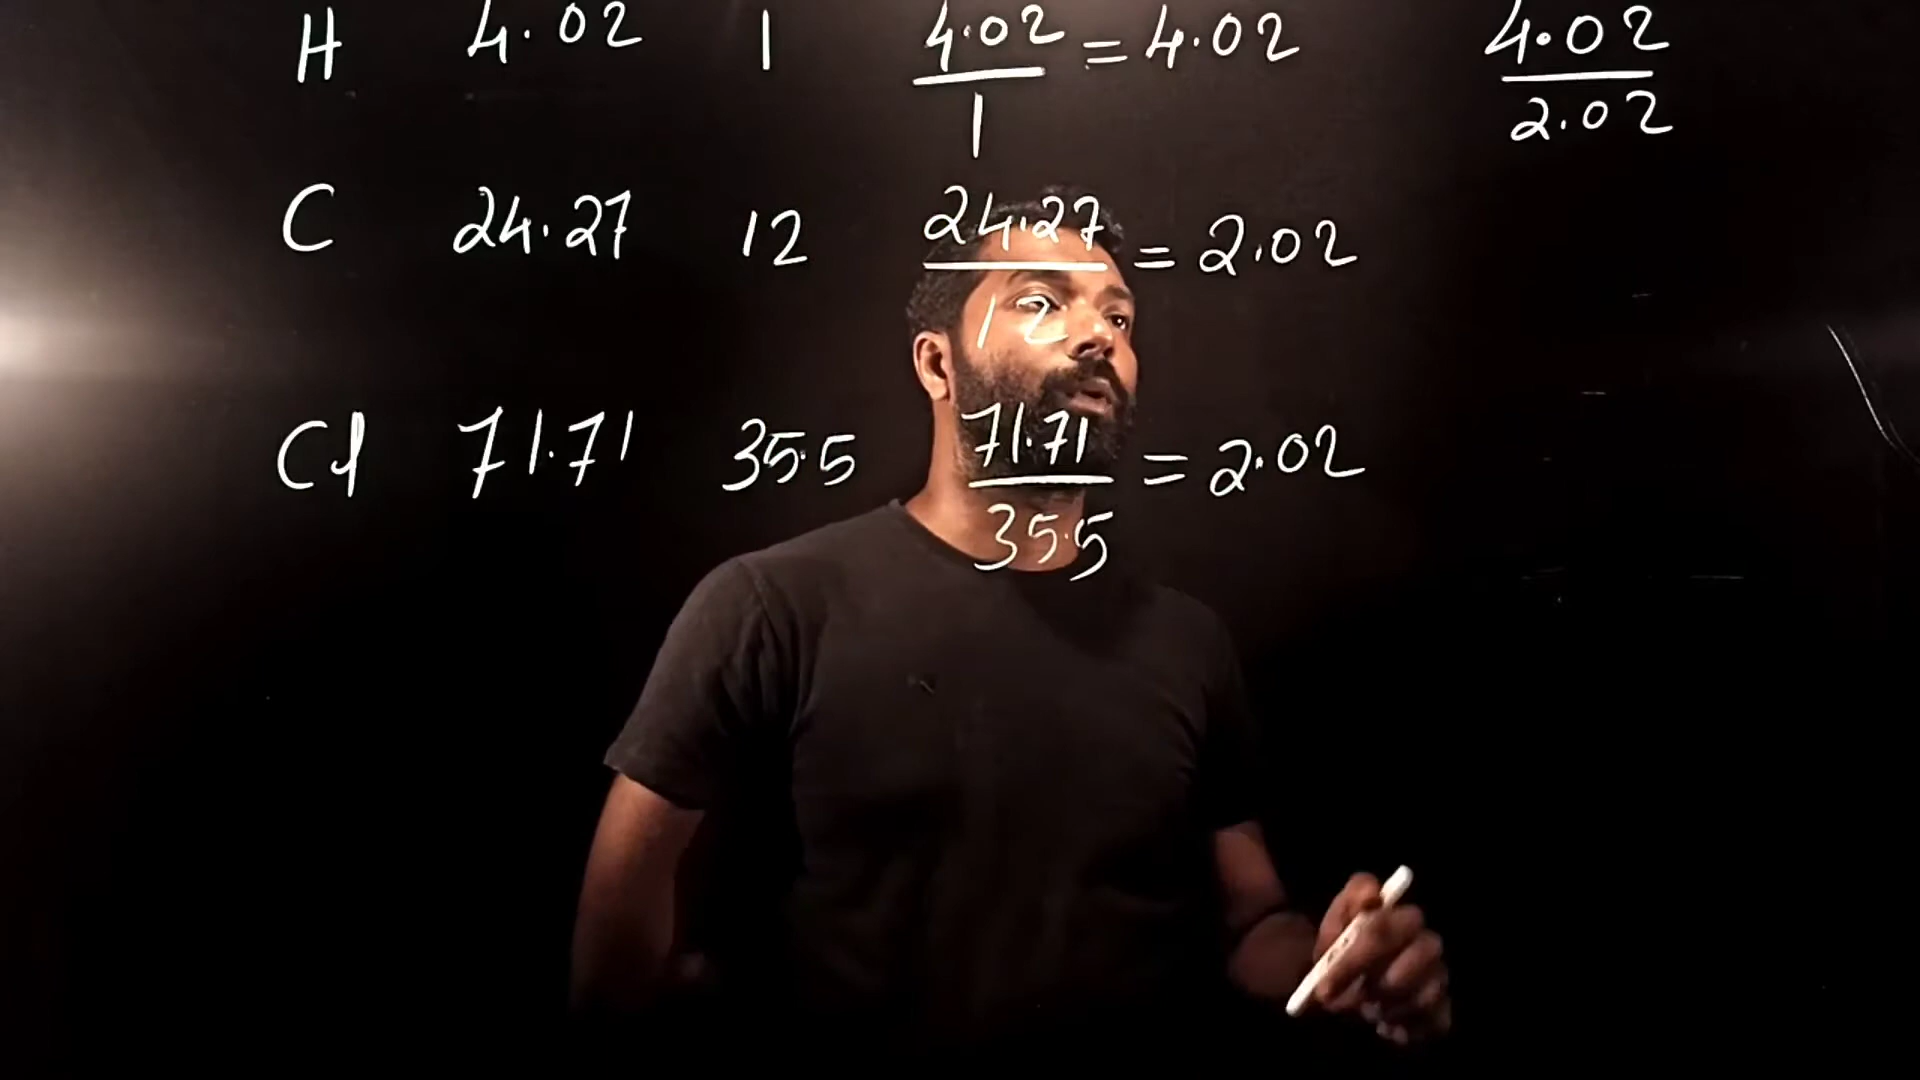 H 4.02 1 4.02/1 = 4.02 4.02/2.02
C 24.27 12 24.27/12 = 2.02
Cl 71.71 35.5 71.71/35.5 = 2.02